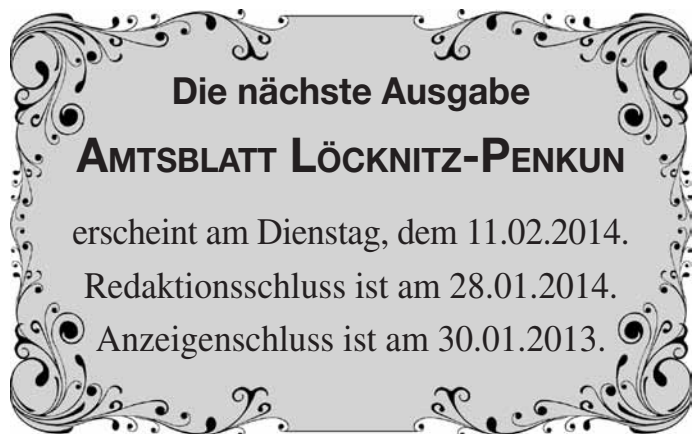 Die nächste Ausgabe
AMTSBLATT LÖCKNITZ-PENKUN
erscheint am Dienstag, dem 11.02.2014.
Redaktionsschluss ist am 28.01.2014.
Anzeigenschluss ist am 30.01.2013.